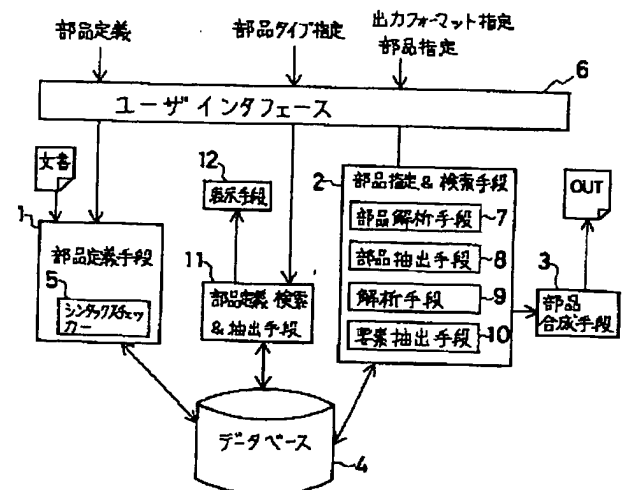 部品定義
部品タイプ指定
出力フォーマット指定
部品指定
6
ユーザインタフェース
文書
12
表示手段
2
部品指定&検索手段
OUT
1
部品定義手段
5
シンタックスチェッ
カー
11
部品定義検索
&抽出手段
部品解析手段
7
部品抽出手段
8
解析手段
9
要素抽出手段
10
3
部品
合成手段
データベース
4